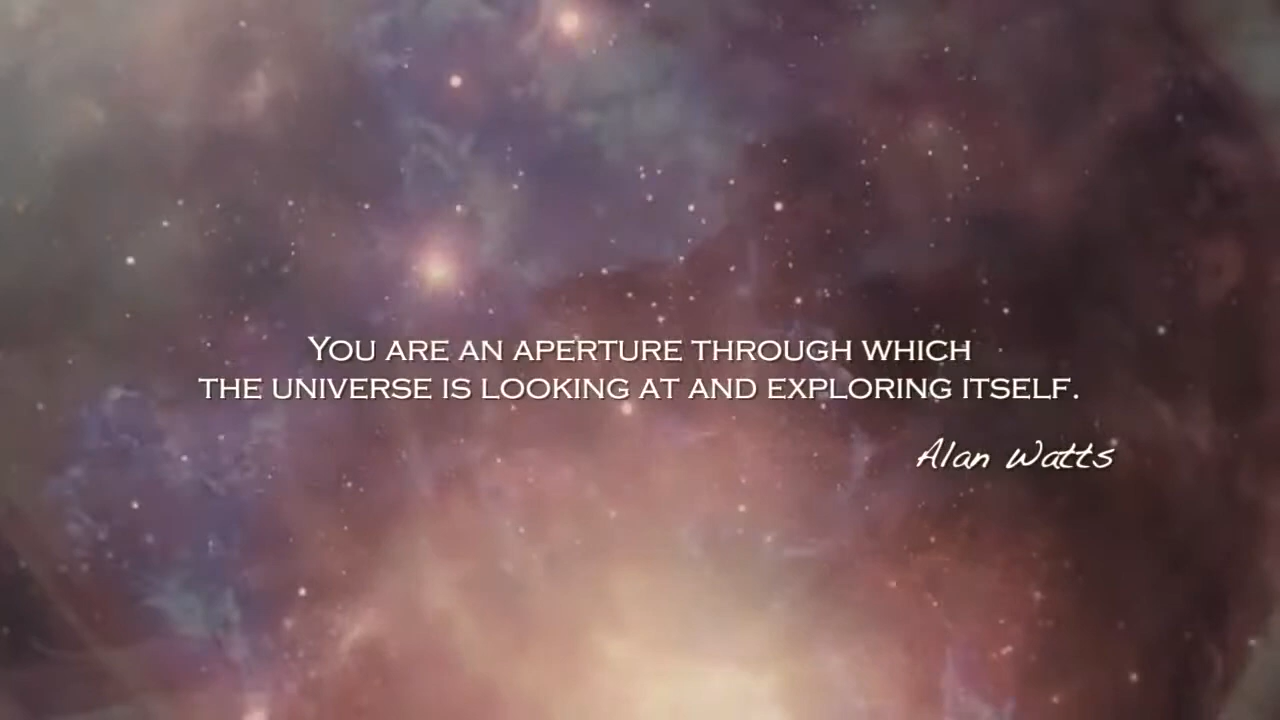 You are an aperture through which
the universe is looking at and exploring itself.
Alan Watts